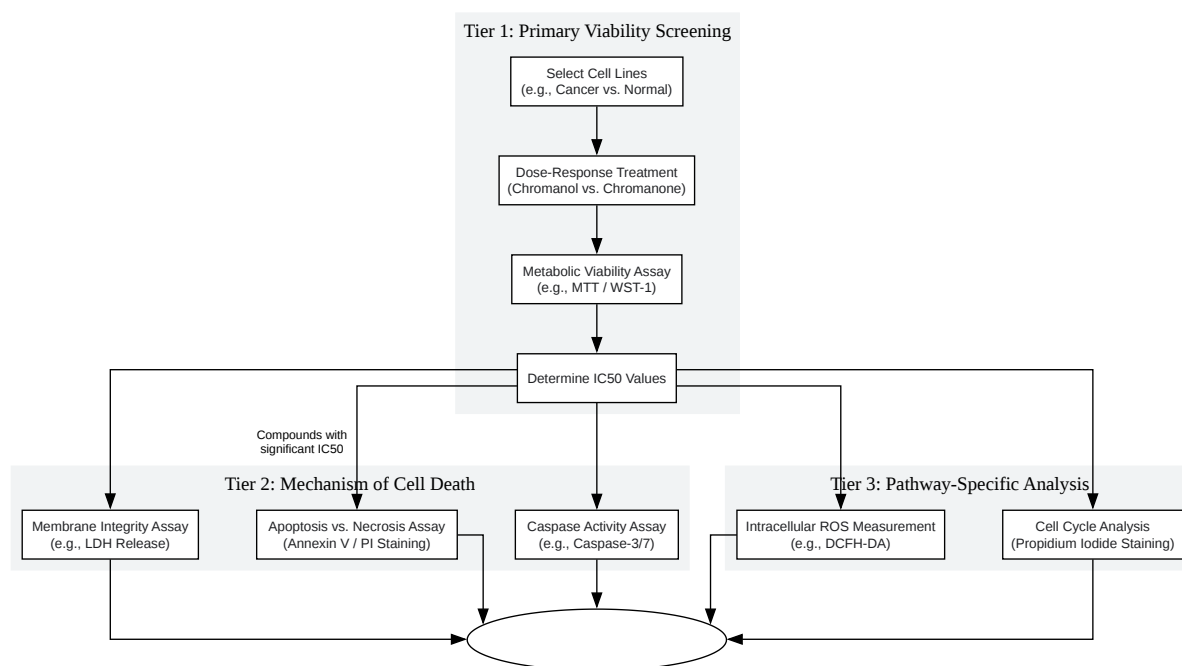 Tier 1: Primary Viability Screening
Select Cell Lines
(e.g., Cancer vs. Normal)
Dose-Response Treatment
(Chromanol vs. Chromanone)
Metabolic Viability Assay
(e.g., MTT / WST-1)
Determine IC50 Values
Compounds with
significant IC50
Tier 2: Mechanism of Cell Death
Membrane Integrity Assay
(e.g., LDH Release)
Apoptosis vs. Necrosis Assay
(Annexin V / PI Staining)
Caspase Activity Assay
(e.g., Caspase-3/7)
Tier 3: Pathway-Specific Analysis
Intracellular ROS Measurement
(e.g., DCFH-DA)
Cell Cycle Analysis
(Propidium Iodide Staining)